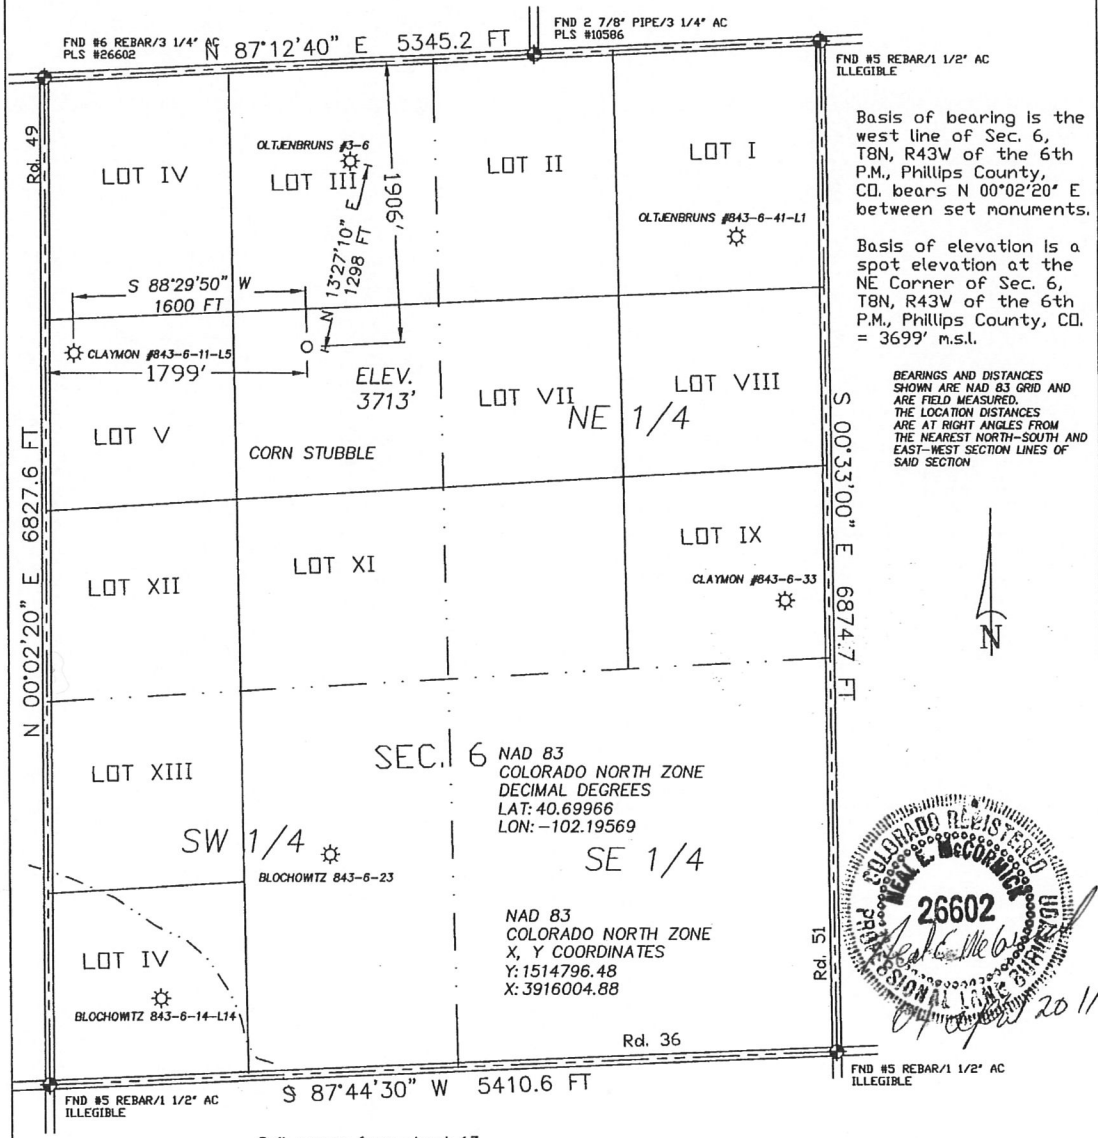 FND #6 REBAR/3 1/4" AC
PLS #26602
N 87°12'40" E 5345.2 FT
FND 2 7/8" PIPE/3 1/4" AC
PLS #10586
FND #5 REBAR/1 1/2" AC
ILLEGIBLE
Rd. 49
LOT IV
OLTJENBRUNS #3-6
LOT III
LOT II
LOT I
1906'
N 13°27'10" E
1298 FT
OLTJENBRUNS #843-6-41-L1
S 88°29'50" W
1600 FT
CLAYMON #843-6-11-L5
1799'
ELEV.
3713'
LOT V
CORN STUBBLE
LOT VII
LOT VIII
NE 1/4
Basis of bearing is the
west line of Sec. 6,
T8N, R43W of the 6th
P.M., Phillips County,
CO. bears N 00°02'20" E
between set monuments.
Basis of elevation is a
spot elevation at the
NE Corner of Sec. 6,
T8N, R43W of the 6th
P.M., Phillips County, CO.
= 3699' m.s.l.
BEARINGS AND DISTANCES
SHOWN ARE NAD 83 GRID AND
ARE FIELD MEASURED.
THE LOCATION DISTANCES
ARE AT RIGHT ANGLES FROM
THE NEAREST NORTH-SOUTH AND
EAST-WEST SECTION LINES OF
SAID SECTION
N 00°02'20" E 6827.6 FT
S 00°33'00" E 6874.7 FT
LOT XII
LOT XI
LOT IX
CLAYMON #843-6-33
N
LOT XIII
SEC. 6
NAD 83
COLORADO NORTH ZONE
DECIMAL DEGREES
LAT: 40.69966
LON: -102.19569
SW 1/4
BLOCHOWITZ 843-6-23
SE 1/4
NAD 83
COLORADO NORTH ZONE
X, Y COORDINATES
Y: 1514796.48
X: 3916004.88
LOT IV
BLOCHOWITZ 843-6-14-L14
Rd. 51
Rd. 36
COLORADO REGISTERED
NEAL E. McCORMICK
26602
PROFESSIONAL LAND SURVEYOR
April 2011
FND #5 REBAR/1 1/2" AC
ILLEGIBLE
S 87°44'30" W 5410.6 FT
FND #5 REBAR/1 1/2" AC
ILLEGIBLE